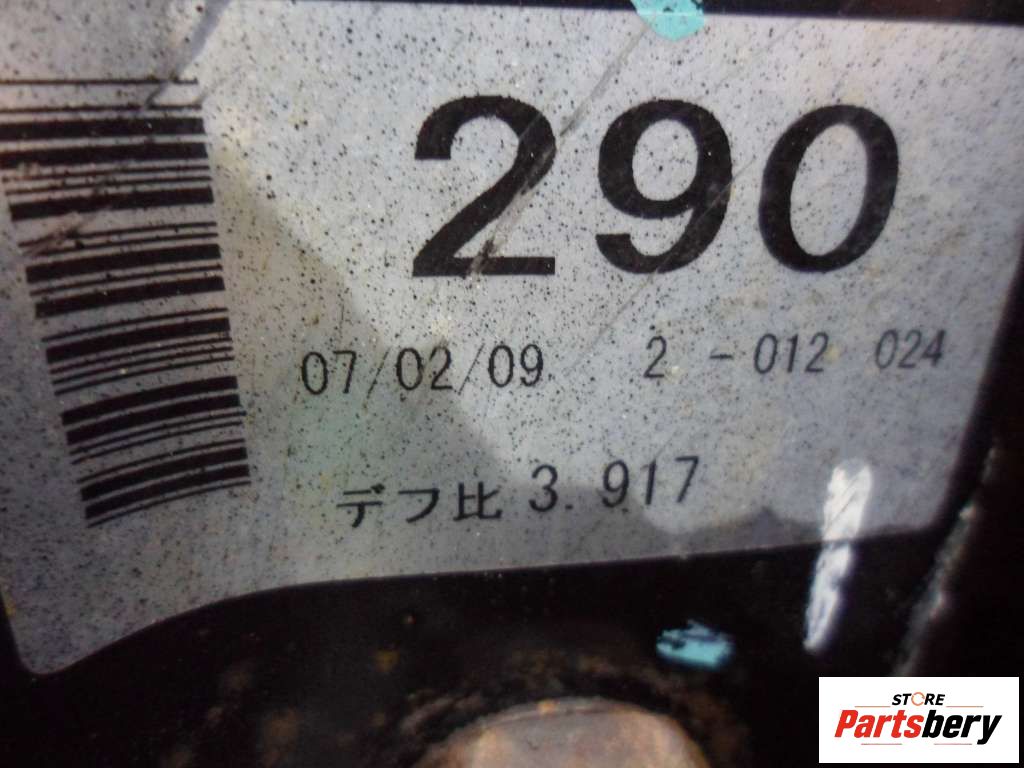 290
07/02/09 2 - 012 024
デフ比 3.917
STORE
Partsbery